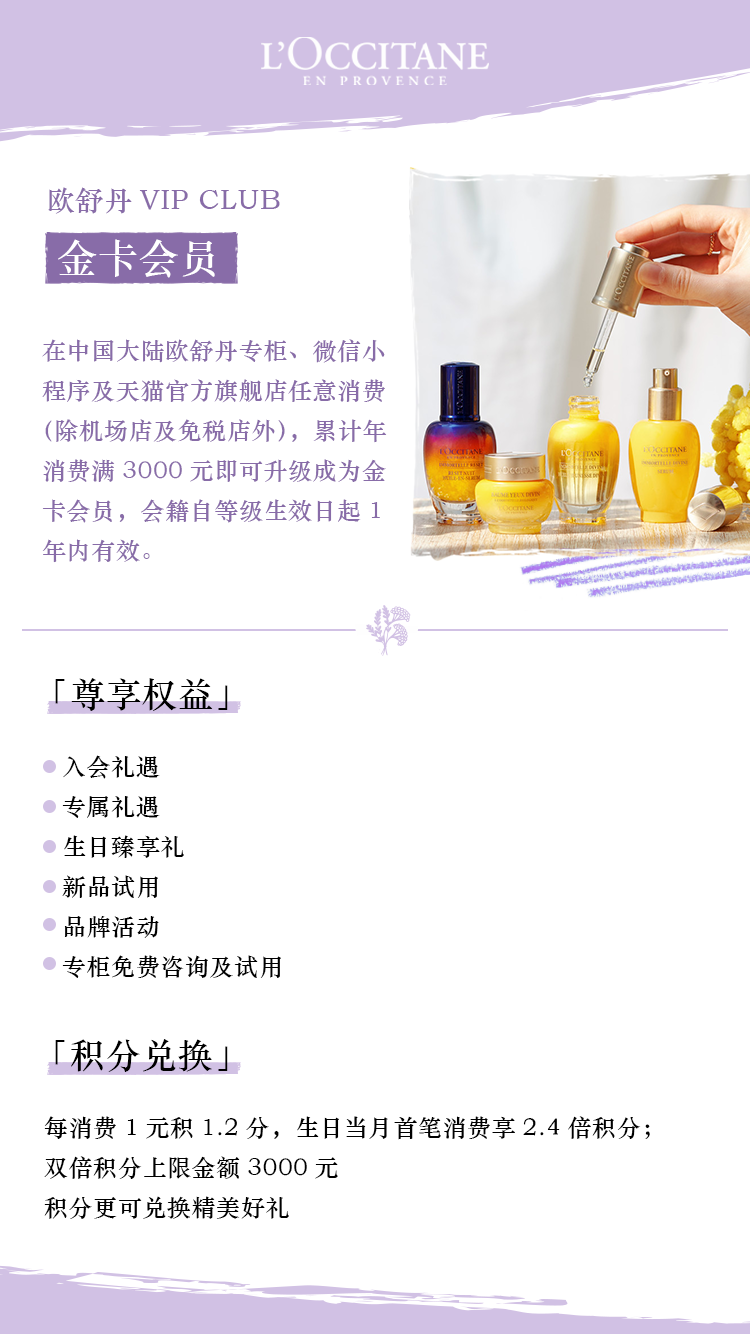 L'OCCITANE
EN PROVENCE
欧舒丹 VIP CLUB
金卡会员
在中国大陆欧舒丹专柜、微信小
程序及天猫官方旗舰店任意消费
(除机场店及免税店外)，累计年
消费满 3000 元即可升级成为金
卡会员，会籍自等级生效日起 1
年内有效。
L'OCCITANE
L'OCCITANE
L'OCCITANE
L'OCCITANE
「尊享权益」
入会礼遇
专属礼遇
生日臻享礼
新品试用
品牌活动
专柜免费咨询及试用
「积分兑换」
每消费 1 元积 1.2 分，生日当月首笔消费享 2.4 倍积分；
双倍积分上限金额 3000 元
积分更可兑换精美好礼